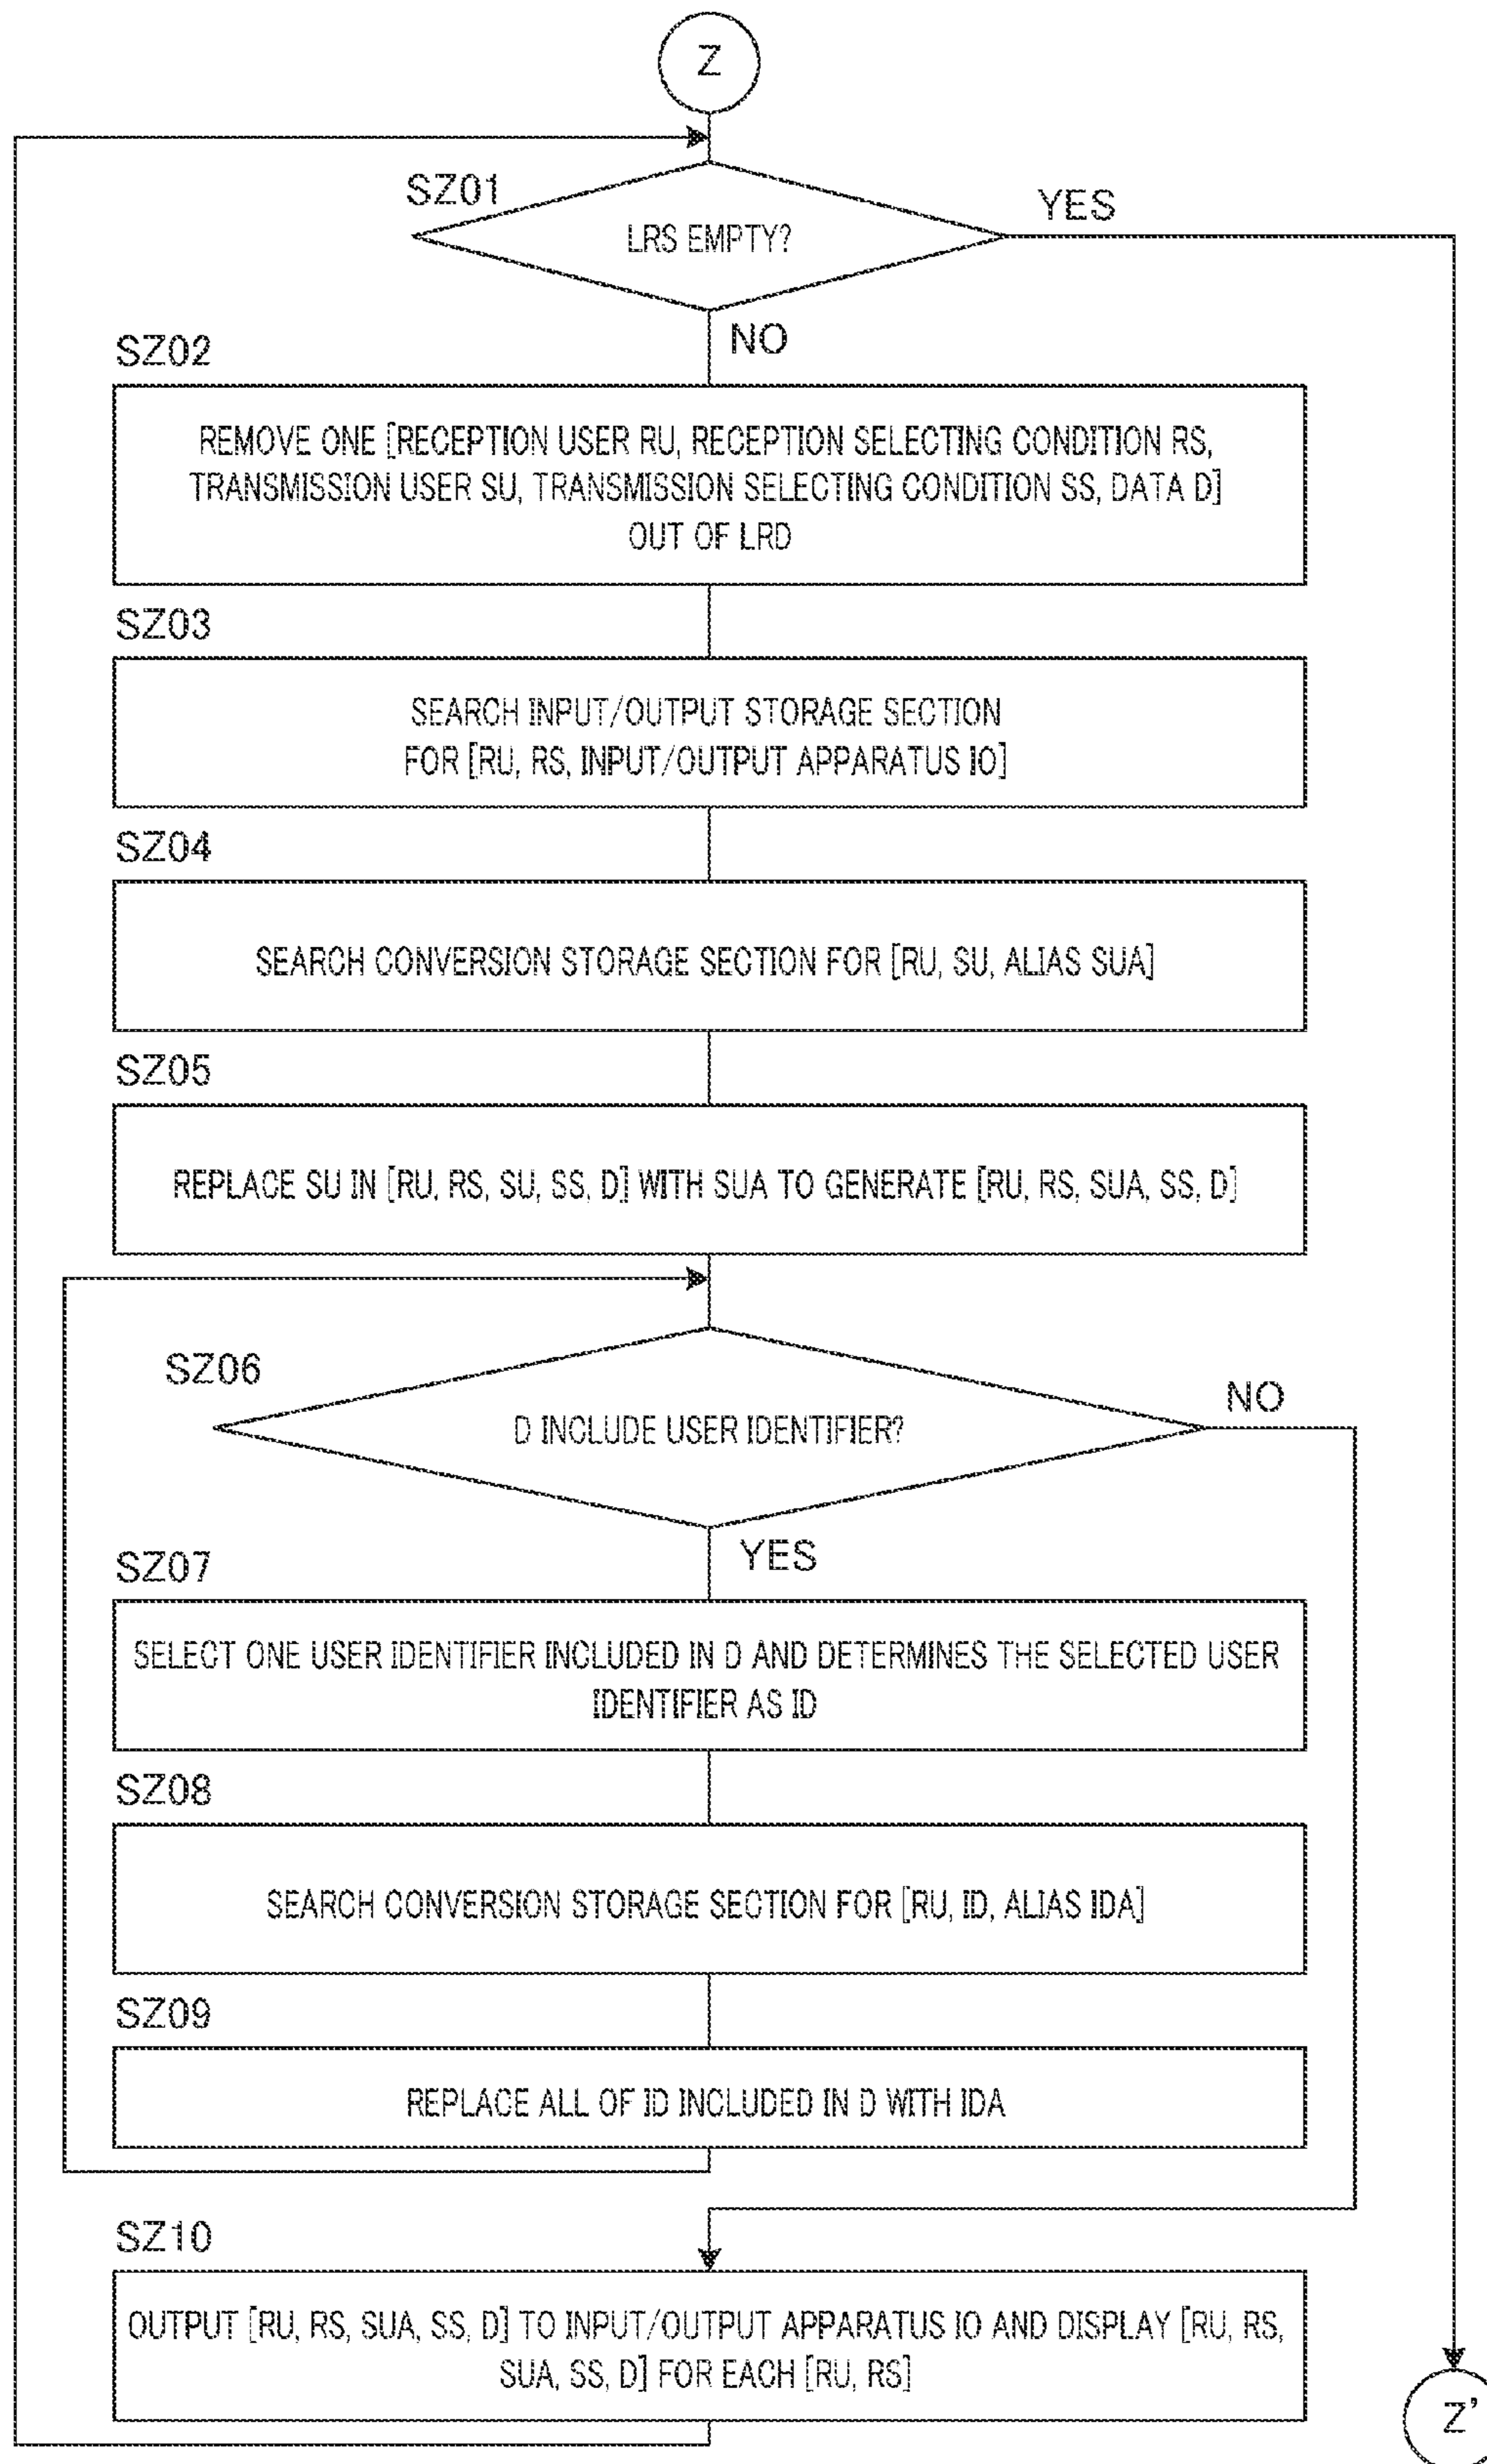 Z
SZ01
YES
LRS EMPTY?
NO
SZ02
REMOVE ONE [RECEPTION USER RU, RECEPTION SELECTING CONDITION RS,
TRANSMISSION USER SU, TRANSMISSION SELECTING CONDITION SS, DATA D]
OUT OF LRD
SZ03
SEARCH INPUT/OUTPUT STORAGE SECTION
FOR [RU, RS, INPUT/OUTPUT APPARATUS IO]
SZ04
SEARCH CONVERSION STORAGE SECTION FOR [RU, SU, ALIAS SUA]
SZ05
REPLACE SU IN [RU, RS, SU, SS, D] WITH SUA TO GENERATE [RU, RS, SUA, SS, D]
SZ06
NO
D INCLUDE USER IDENTIFIER?
YES
SZ07
SELECT ONE USER IDENTIFIER INCLUDED IN D AND DETERMINES THE SELECTED USER
IDENTIFIER AS ID
SZ08
SEARCH CONVERSION STORAGE SECTION FOR [RU, ID, ALIAS IDA]
SZ09
REPLACE ALL OF ID INCLUDED IN D WITH IDA
SZ10
OUTPUT [RU, RS, SUA, SS, D] TO INPUT/OUTPUT APPARATUS IO AND DISPLAY [RU, RS,
SUA, SS, D] FOR EACH [RU, RS]
Z'